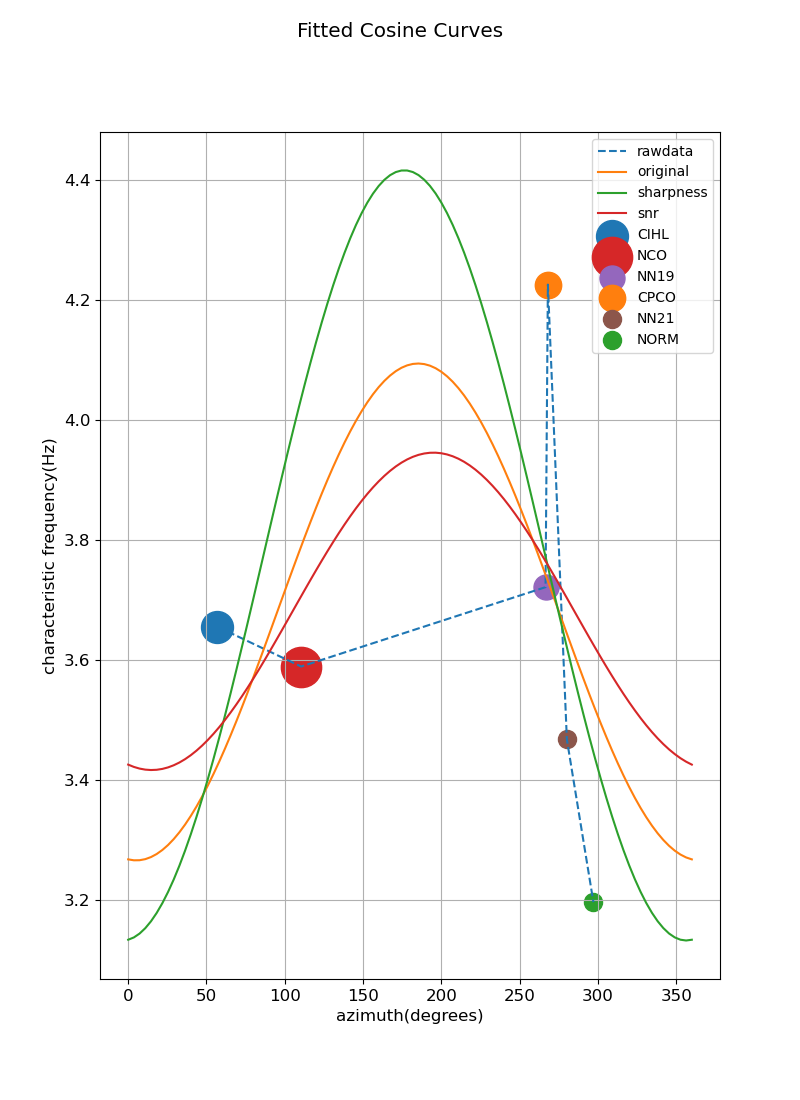 Fitted Cosine Curves
rawdata
original
sharpness
snr
CIHL
NCO
NN19
CPCO
NN21
NORM
characteristic frequency(Hz)
4.4
4.2
4.0
3.8
3.6
3.4
3.2
0 50 100 150 200 250 300 350
azimuth(degrees)